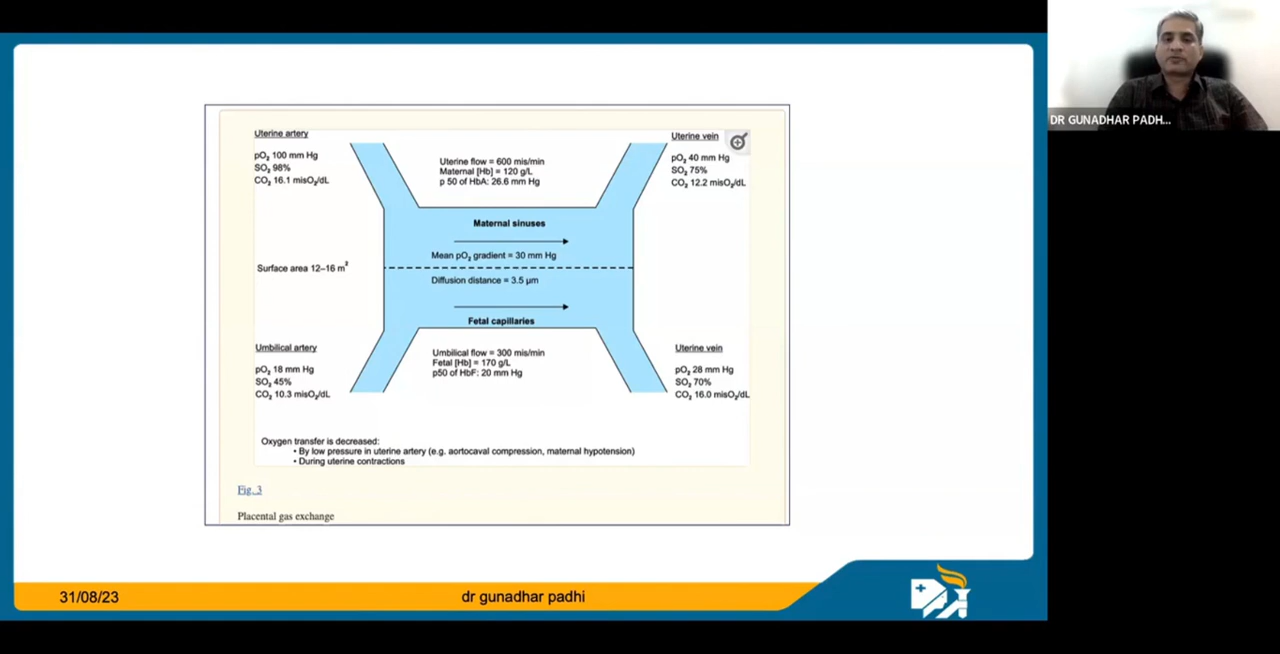 DR GUNADHAR PADH...
Uterine artery
pO₂ 100 mm Hg
SO₂ 98%
CO₂ 16.1 misO₂/dL
Uterine flow = 600 mis/min
Maternal [Hb] = 120 g/L
p 50 of HbA: 26.6 mm Hg
Uterine vein
pO₂ 40 mm Hg
SO₂ 75%
CO₂ 12.2 misO₂/dL
Maternal sinuses
Mean pO₂ gradient = 30 mm Hg
Surface area 12–16 m²
Diffusion distance = 3.5 µm
Fetal capillaries
Umbilical artery
pO₂ 18 mm Hg
SO₂ 45%
CO₂ 10.3 misO₂/dL
Umbilical flow = 300 mis/min
Fetal [Hb] = 170 g/L
p50 of HbF: 20 mm Hg
Uterine vein
pO₂ 28 mm Hg
SO₂ 70%
CO₂ 16.0 misO₂/dL
Oxygen transfer is decreased:
• By low pressure in uterine artery (e.g. aortocaval compression, maternal hypotension)
• During uterine contractions
Fig. 3
Placental gas exchange
31/08/23
dr gunadhar padhi